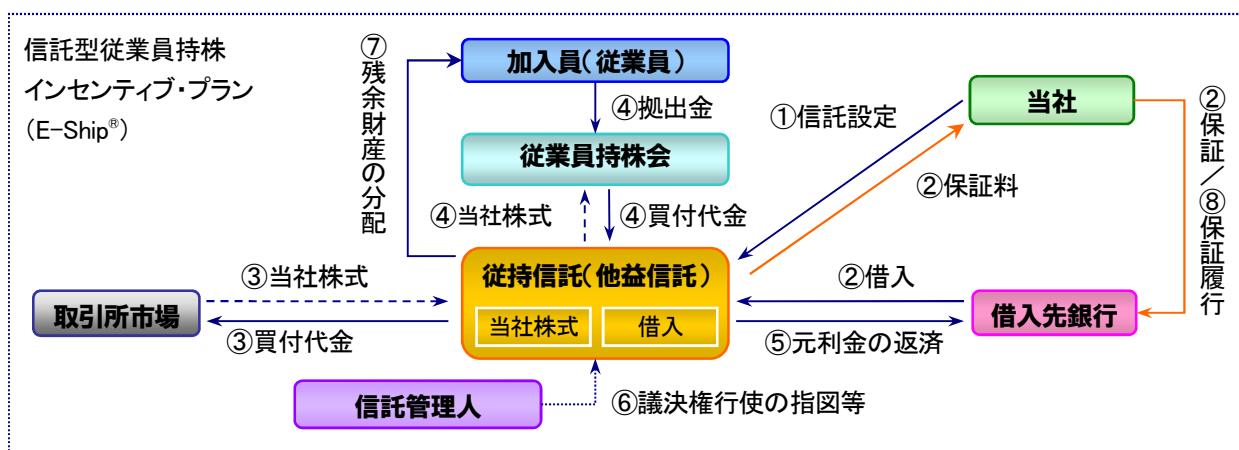 信託型従業員持株
インセンティブ・プラン
(E-Ship®)
⑦残余財産の分配
加入員(従業員)
④拠出金
従業員持株会
④当社株式
④買付代金
①信託設定
当社
②保証料
②保証/⑧保証履行
従持信託(他益信託)
当社株式
借入
③当社株式
取引所市場
③買付代金
②借入
借入先銀行
⑤元利金の返済
信託管理人
⑥議決権行使の指図等